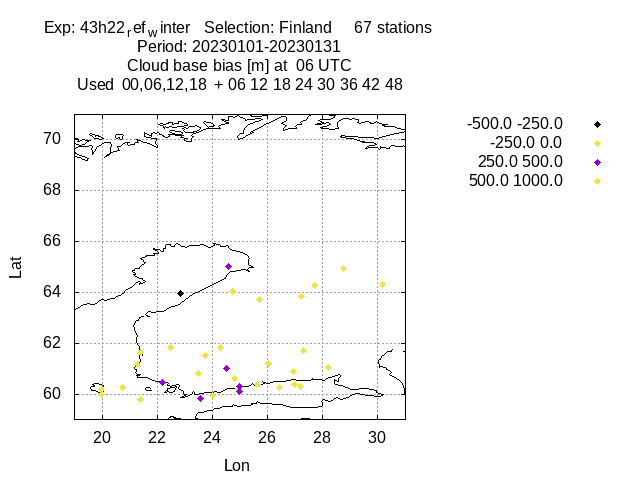 Exp: 43h22ref winter   Selection: Finland     67 stations
Period: 20230101-20230131
Cloud base bias [m] at  06 UTC
Used  00,06,12,18  + 06 12 18 24 30 36 42 48
-500.0 -250.0
-250.0 0.0
250.0 500.0
500.0 1000.0
70
68
66
64
62
60
Lat
20 22 24 26 28 30
Lon